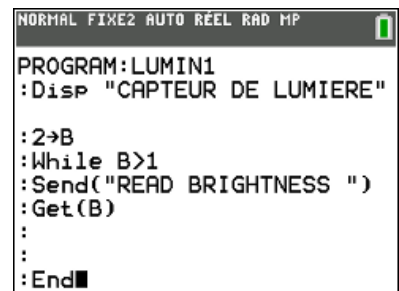 NORMAL FIXE2 AUTO RÉEL RAD MP
PROGRAM:LUMIN1
:Disp "CAPTEUR DE LUMIERE"
:2→B
:While B>1
:Send("READ BRIGHTNESS ")
:Get(B)
:
:
:End